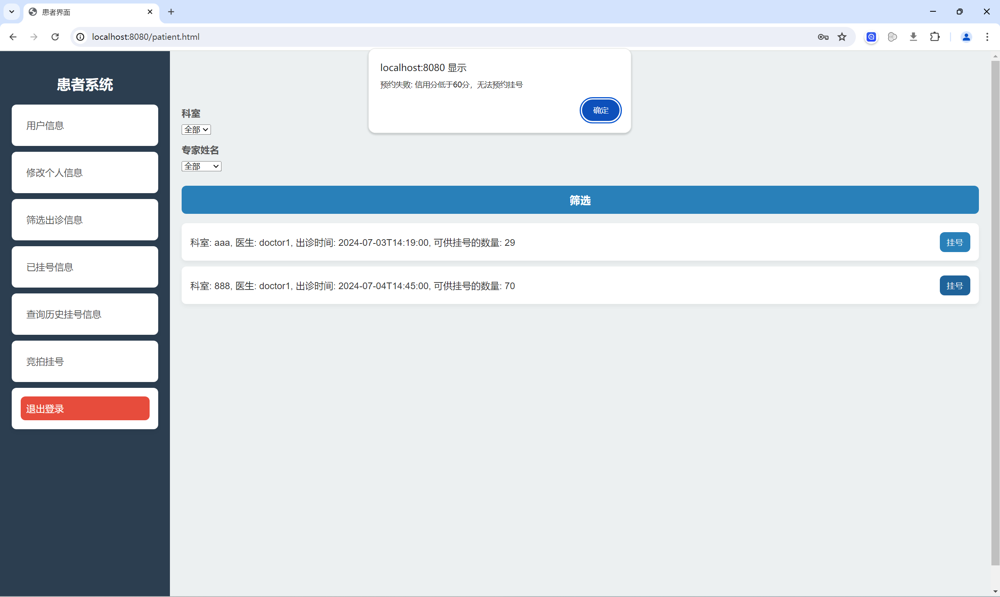 患者界面
localhost:8080/patient.html
localhost:8080 显示
预约失败: 信用分低于60分，无法预约挂号
确定
患者系统
用户信息
修改个人信息
筛选出诊信息
已挂号信息
查询历史挂号信息
竞拍挂号
退出登录
科室
全部
专家姓名
全部
筛选
科室: aaa, 医生: doctor1, 出诊时间: 2024-07-03T14:19:00, 可供挂号的数量: 29
挂号
科室: 888, 医生: doctor1, 出诊时间: 2024-07-04T14:45:00, 可供挂号的数量: 70
挂号